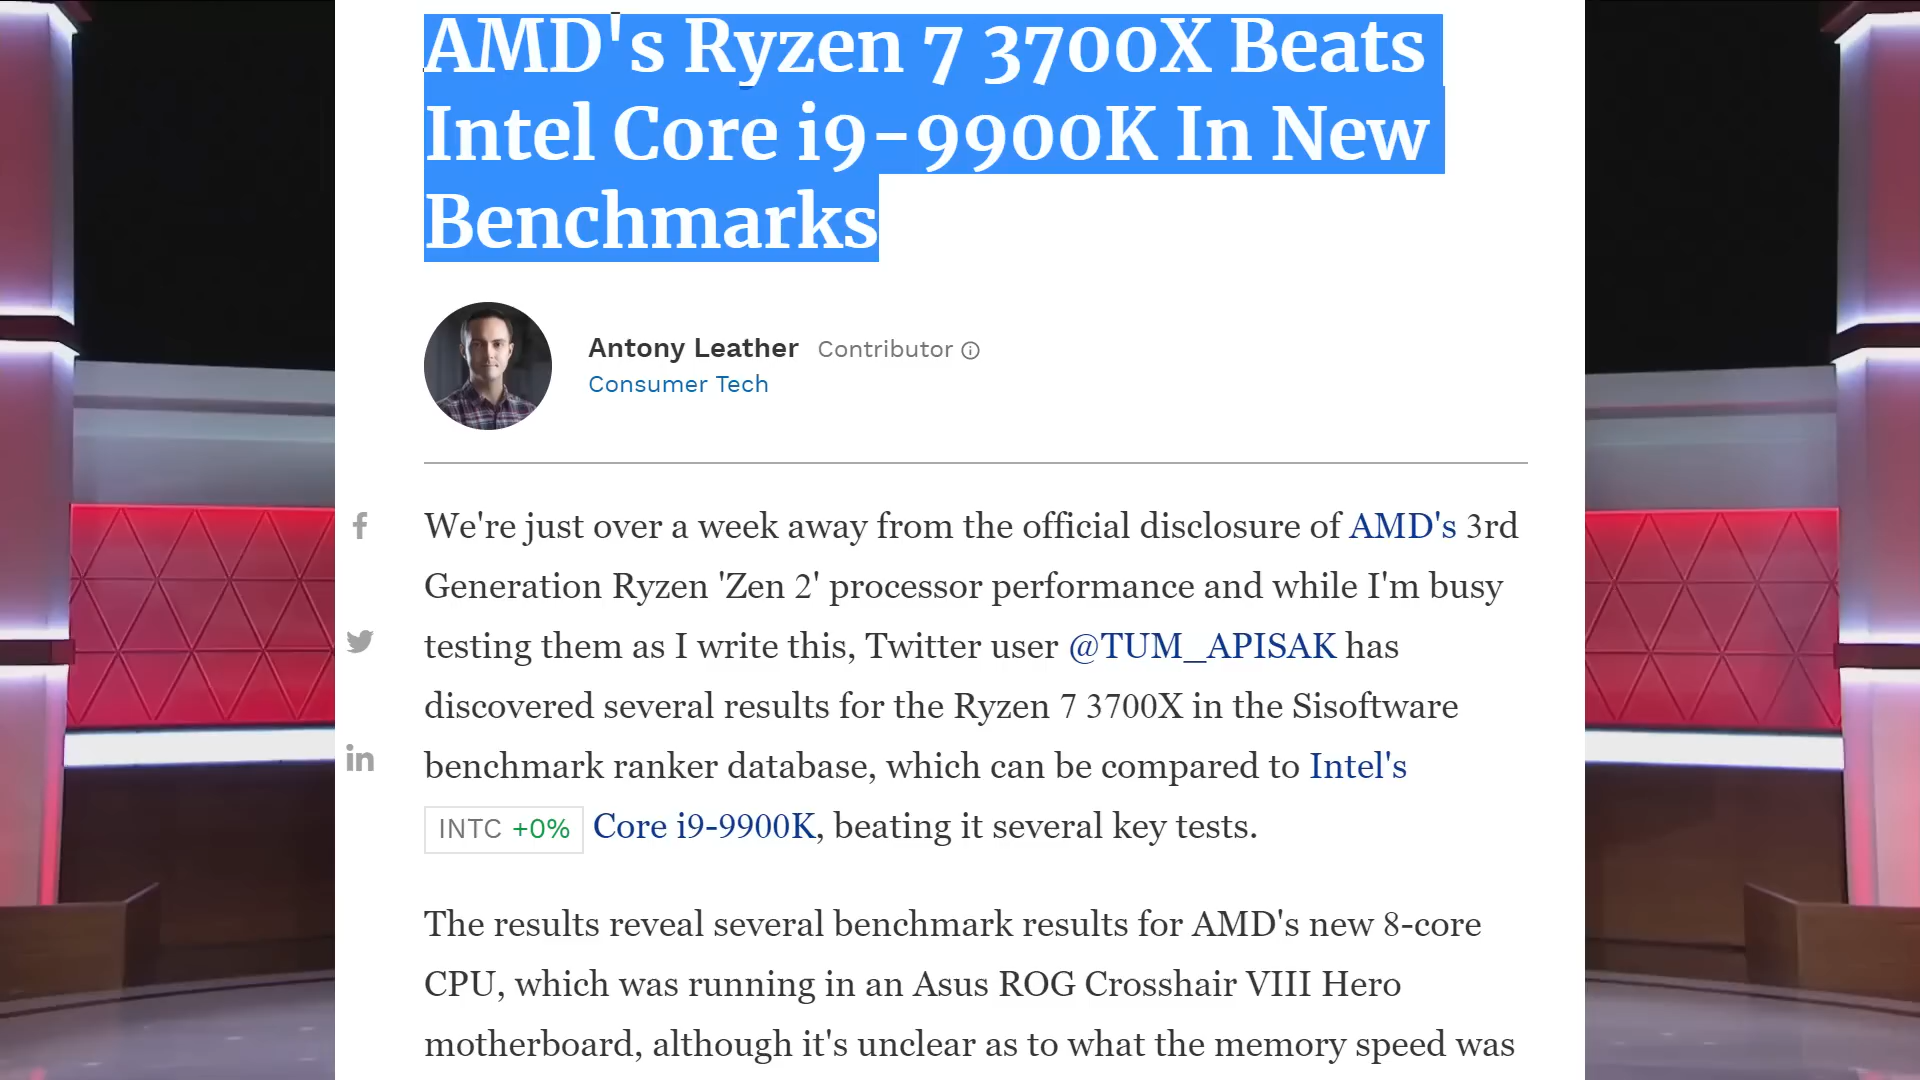 AMD's Ryzen 7 3700X Beats
Intel Core i9-9900K In New
Benchmarks
Antony Leather Contributor
Consumer Tech
We're just over a week away from the official disclosure of AMD's 3rd
Generation Ryzen 'Zen 2' processor performance and while I'm busy
testing them as I write this, Twitter user @TUM_APISAK has
discovered several results for the Ryzen 7 3700X in the Sisoftware
benchmark ranker database, which can be compared to Intel's
INTC +0% Core i9-9900K, beating it several key tests.
The results reveal several benchmark results for AMD's new 8-core
CPU, which was running in an Asus ROG Crosshair VIII Hero
motherboard, although it's unclear as to what the memory speed was